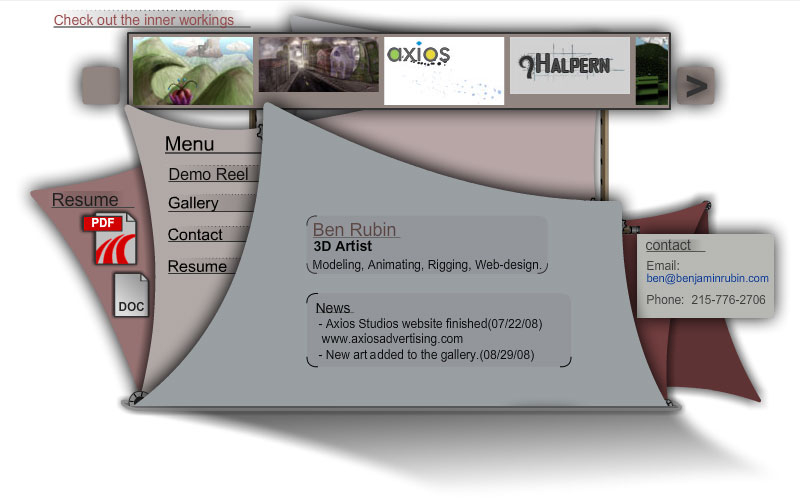 Check out the inner workings
axios
HALPERN
>
Menu
Demo Reel
Gallery
Contact
Resume
Resume
PDF
DOC
Ben Rubin
3D Artist
Modeling, Animating, Rigging, Web-design.
News
- Axios Studios website finished(07/22/08)
www.axiosadvertising.com
- New art added to the gallery.(08/29/08)
contact
Email:
ben@benjaminrubin.com
Phone: 215-776-2706